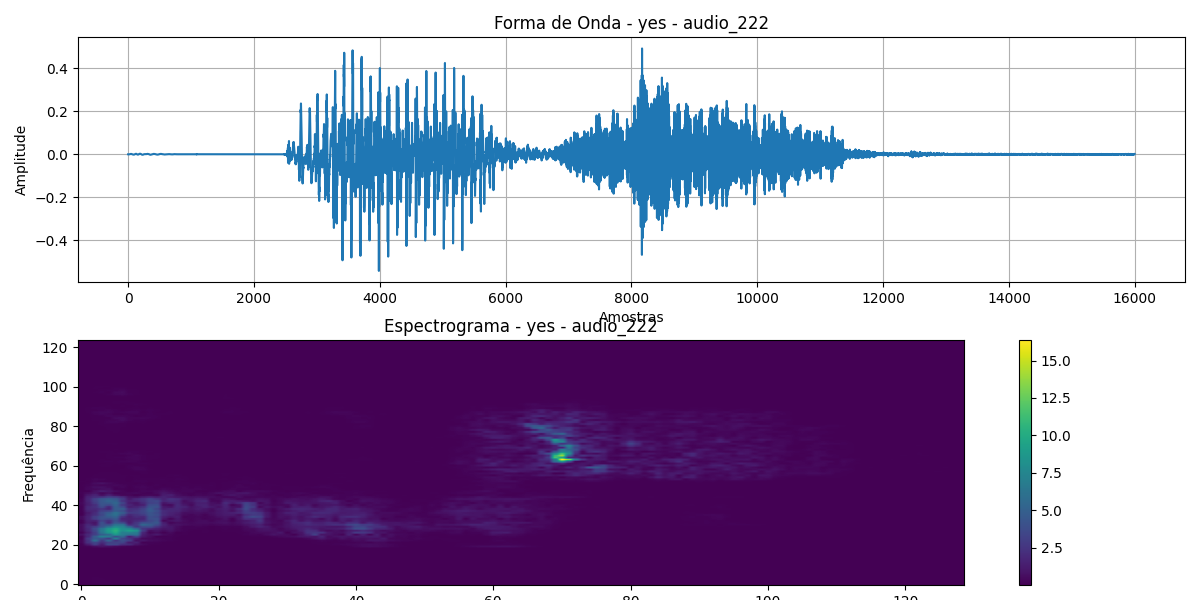 Forma de Onda - yes - audio_222
0.4
0.2
0.0
−0.2
−0.4
Amplitude
0 2000 4000 6000 8000 10000 12000 14000 16000
Amostras
Espectrograma - yes - audio_222
120
100
80
60
40
20
0
Frequência
15.0
12.5
10.0
7.5
5.0
2.5
0 20 40 60 80 100 120